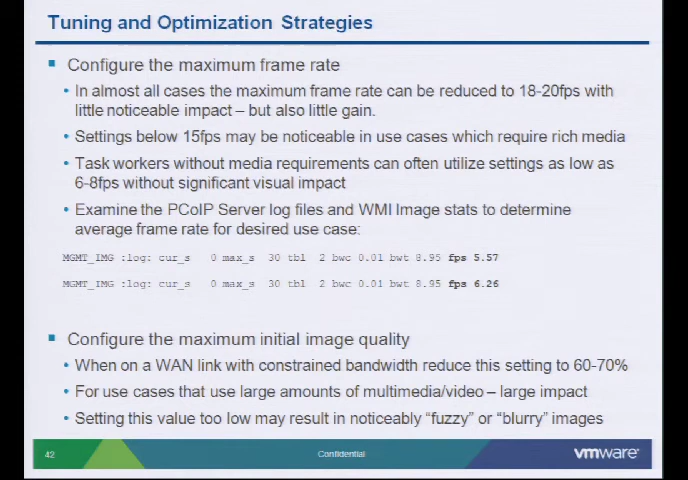 Tuning and Optimization Strategies
Configure the maximum frame rate
In almost all cases the maximum frame rate can be reduced to 18-20fps with
little noticeable impact – but also little gain.
Settings below 15fps may be noticeable in use cases which require rich media
Task workers without media requirements can often utilize settings as low as
6-8fps without significant visual impact
Examine the PCoIP Server log files and WMI Image stats to determine
average frame rate for desired use case:
MGMT_IMG :log: cur_s 0 max_s 30 tbl 2 bwc 0.01 bwt 8.95 fps 5.57
MGMT_IMG :log: cur_s 0 max_s 30 tbl 2 bwc 0.01 bwt 8.95 fps 6.26
Configure the maximum initial image quality
When on a WAN link with constrained bandwidth reduce this setting to 60-70%
For use cases that use large amounts of multimedia/video – large impact
Setting this value too low may result in noticeably “fuzzy” or “blurry” images
42 Confidential vmware®